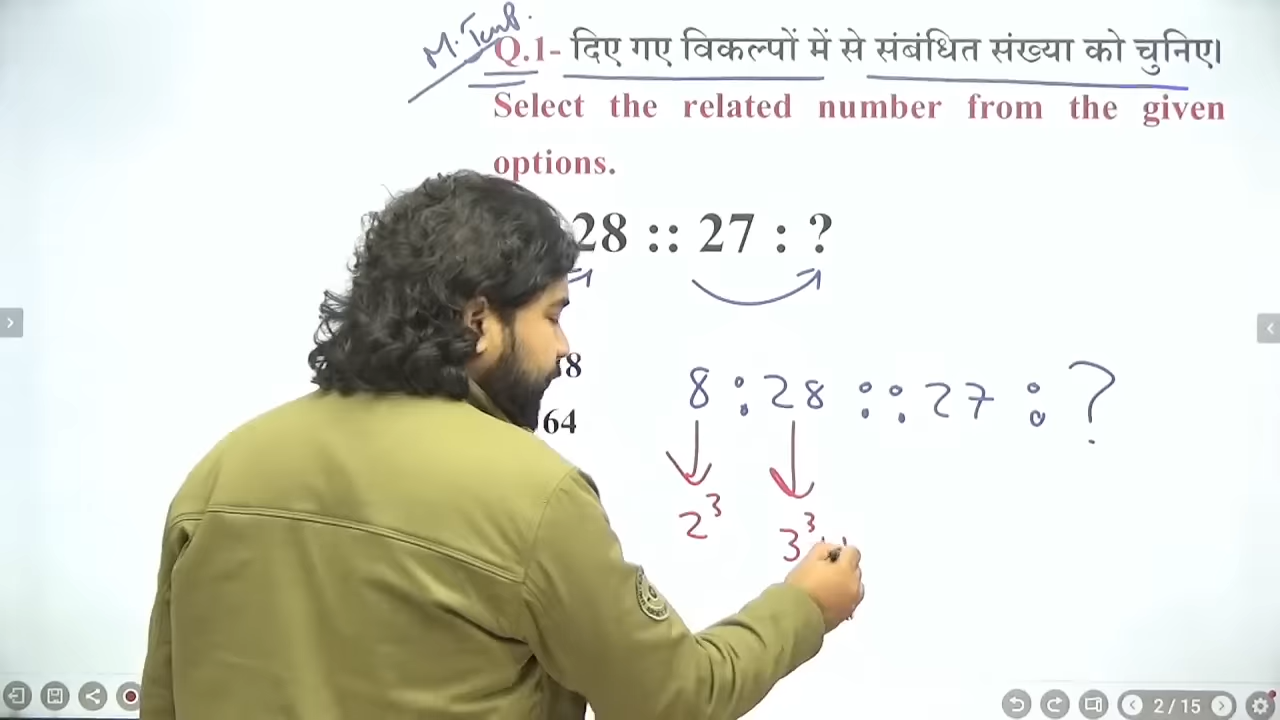 Q.1- दिए गए विकल्पों में से संबंधित संख्या को चुनिए।
Select the related number from the given
options.
28 :: 27 : ?
8
64
8 : 28 :: 27 : ?
2³ 3³
2 / 15